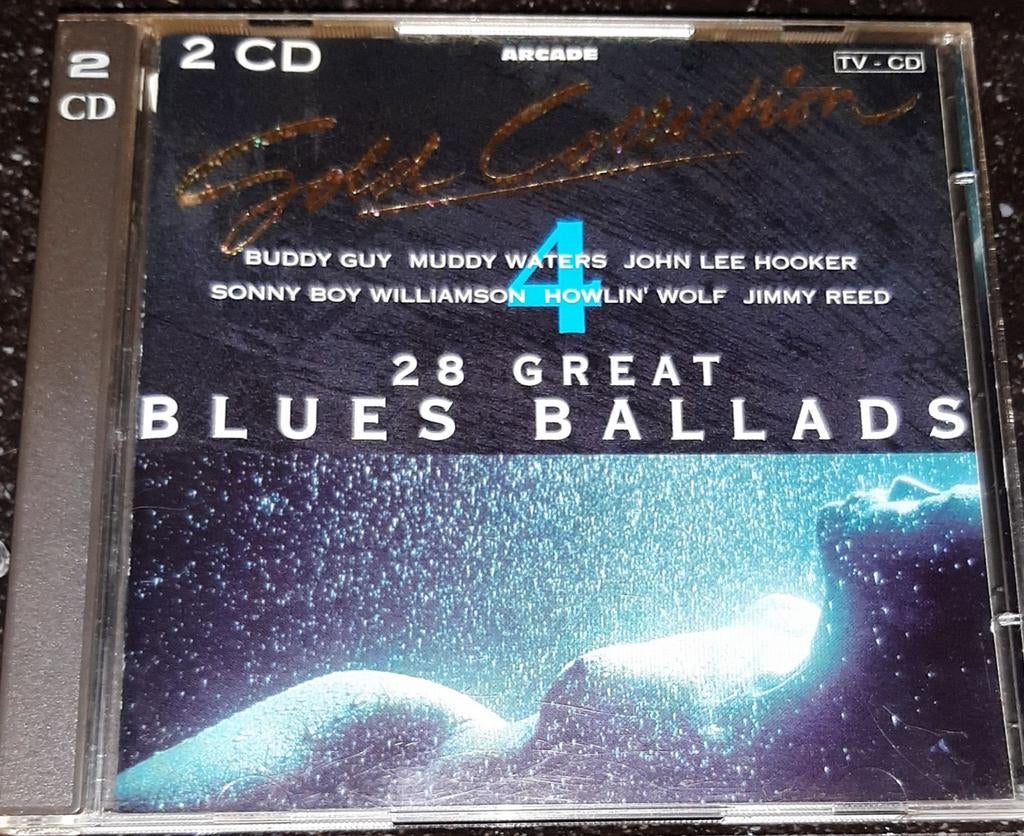 2 CD
2 CD
ARCADE
TV - CD
Gold Collection
4
BUDDY GUY MUDDY WATERS JOHN LEE HOOKER
SONNY BOY WILLIAMSON HOWLIN' WOLF JIMMY REED
28 GREAT
BLUES BALLADS